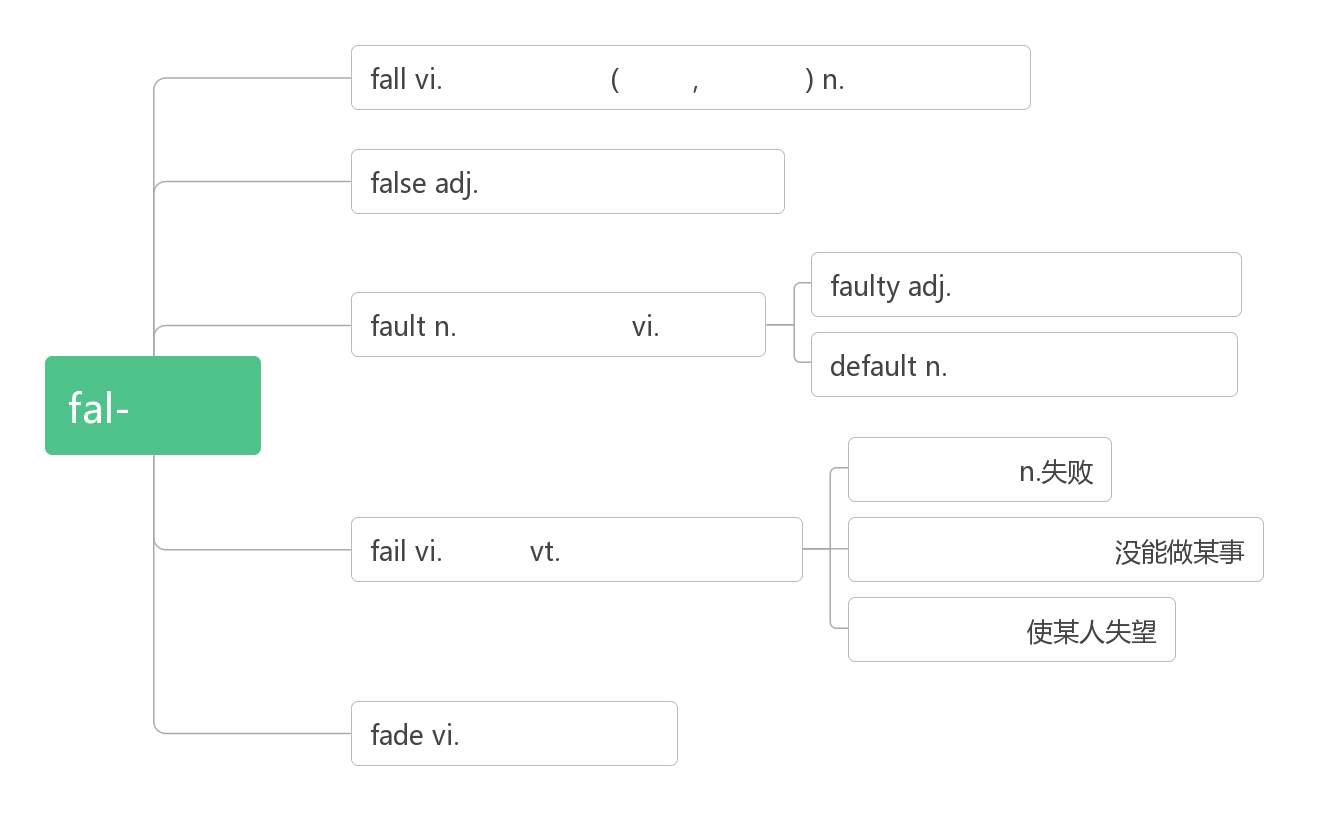 fall vi. ( , ) n.
false adj.
fault n. vi.
faulty adj.
default n.
fal-
n.失败
fail vi. vt.
没能做某事
使某人失望
fade vi.